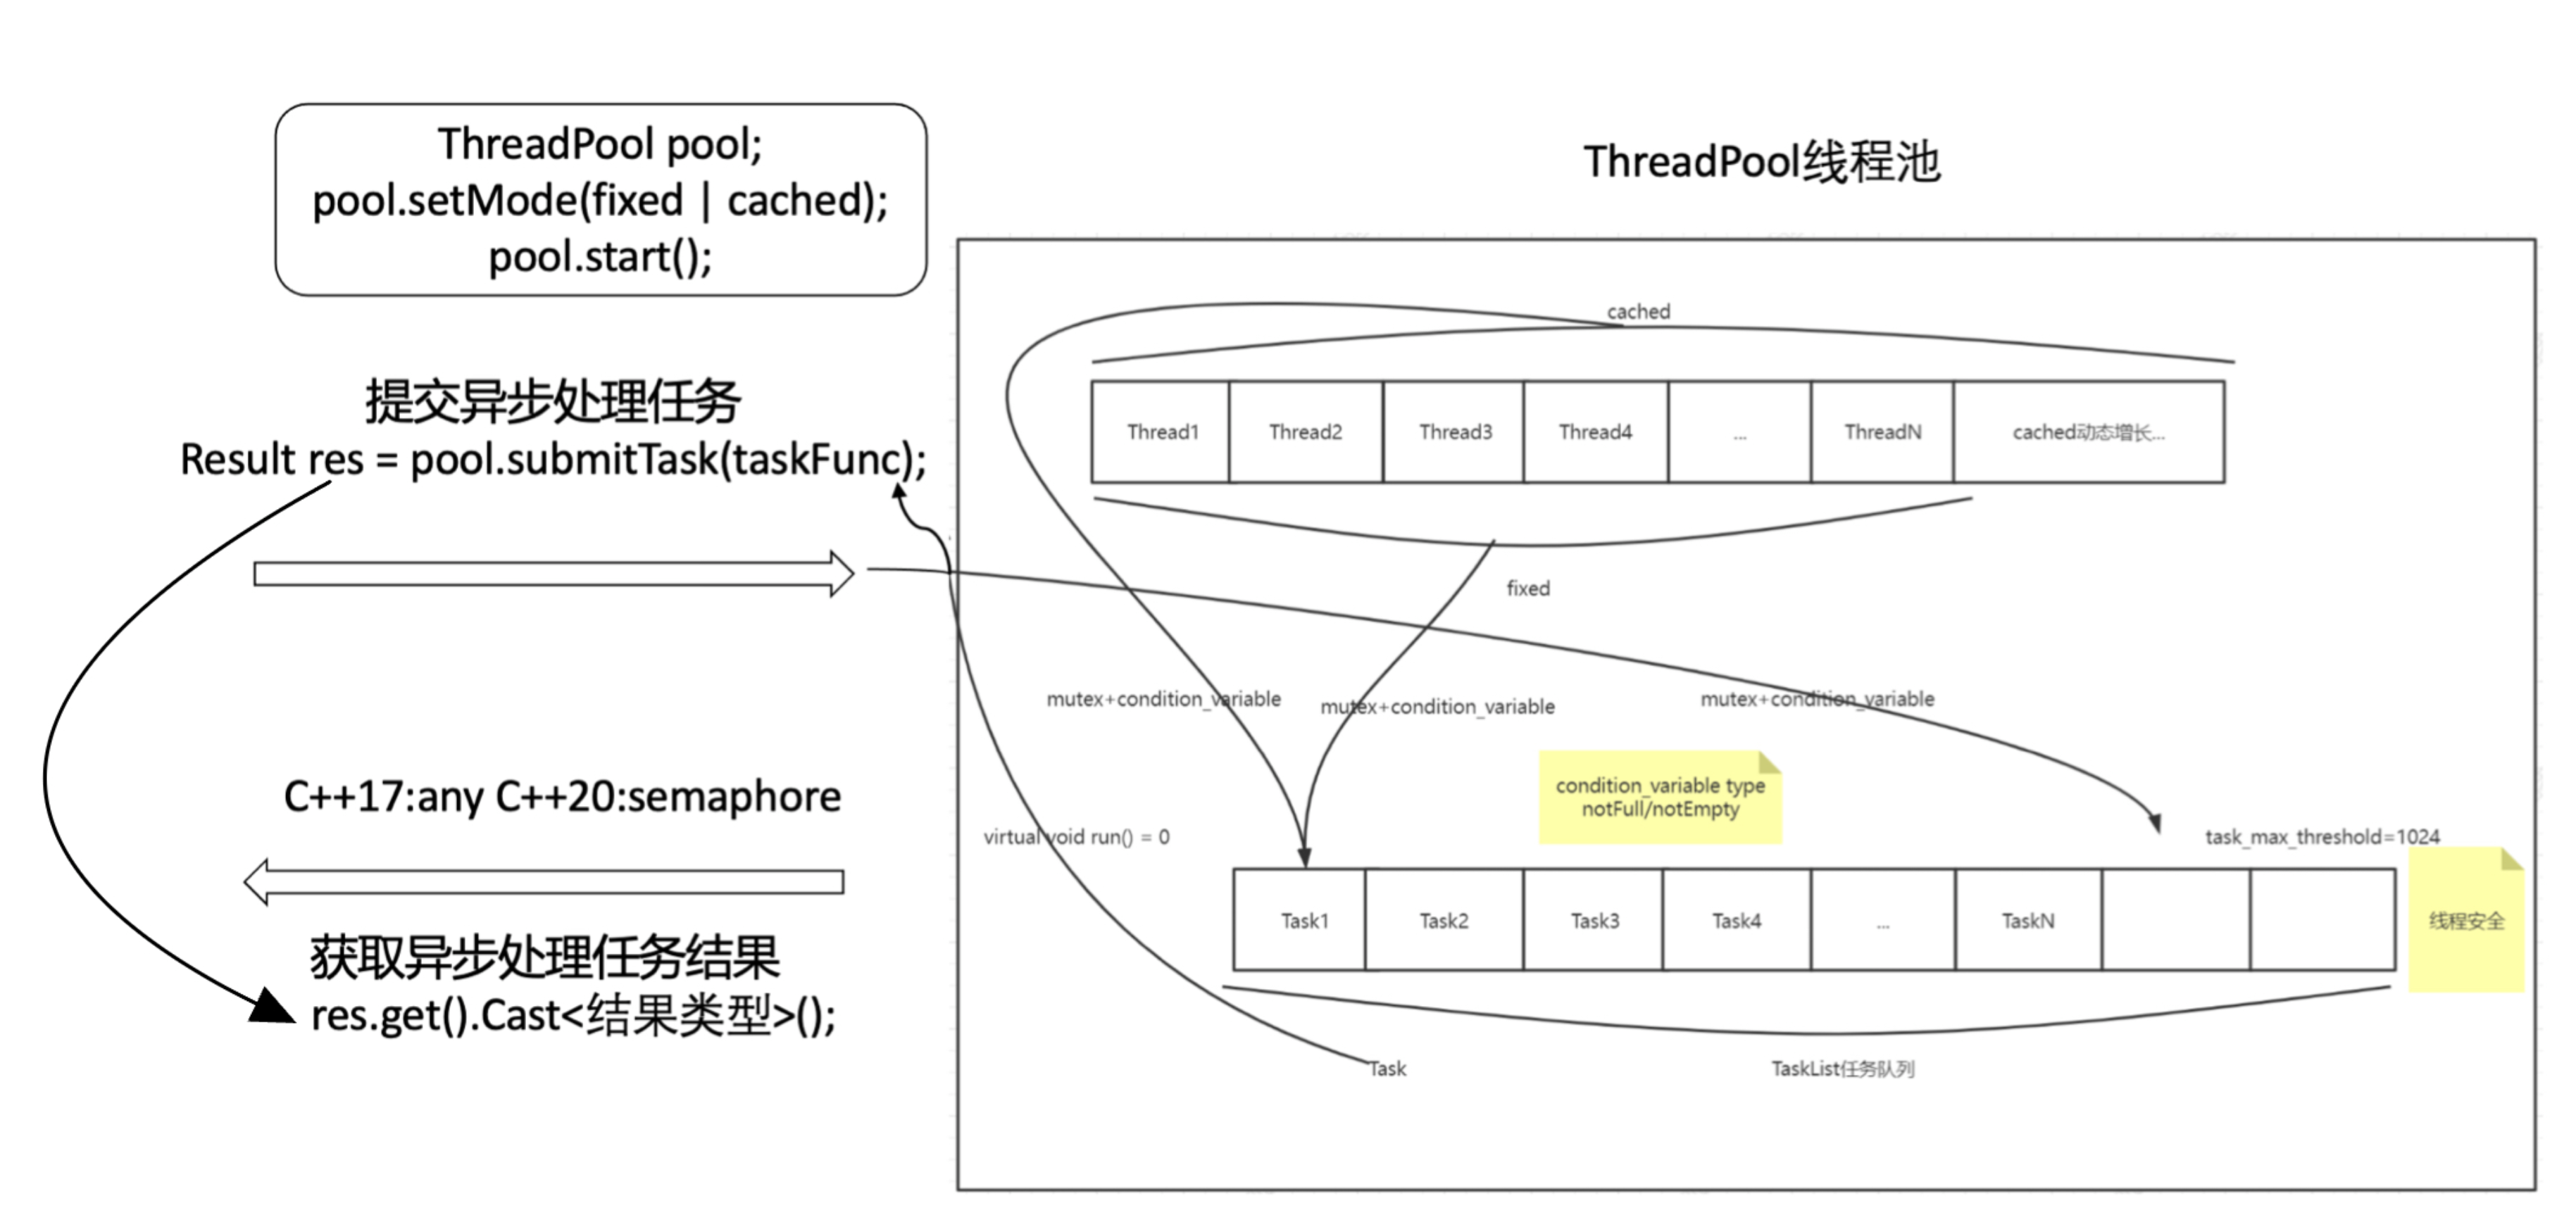 ThreadPool pool;
pool.setMode(fixed | cached);
pool.start();
提交异步处理任务
Result res = pool.submitTask(taskFunc);
C++17:any C++20:semaphore
获取异步处理任务结果
res.get().Cast<结果类型>();
ThreadPool线程池
cached
Thread1
Thread2
Thread3
Thread4
...
ThreadN
cached动态增长...
fixed
mutex+condition_variable
mutex+condition_variable
mutex+condition_variable
condition_variable type
notFull/notEmpty
virtual void run() = 0
task_max_threshold=1024
Task1
Task2
Task3
Task4
...
TaskN
线程安全
Task
TaskList任务队列